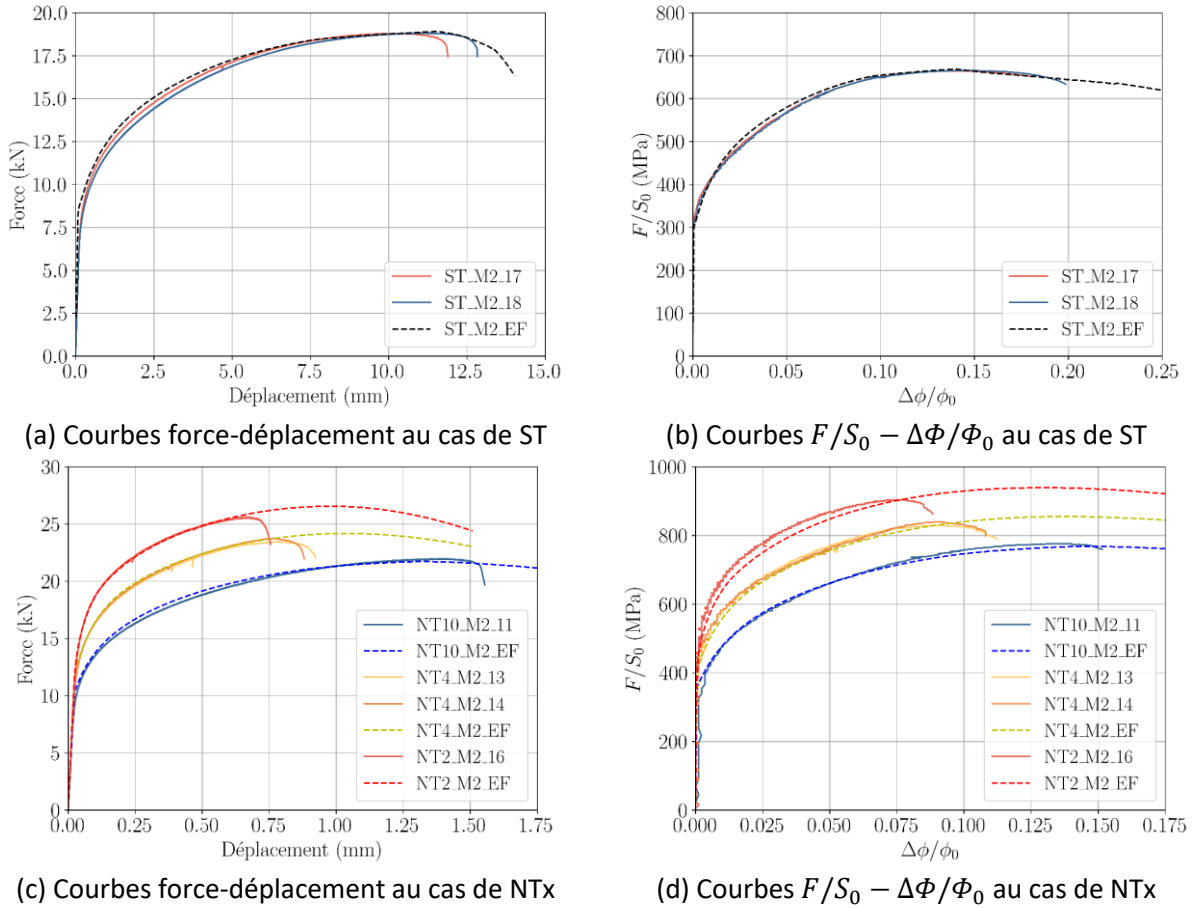 20.0
17.5
15.0
12.5
10.0
7.5
5.0
2.5
0.0
Force (kN)
0.0 2.5 5.0 7.5 10.0 12.5 15.0
Déplacement (mm)
ST_M2_17
ST_M2_18
ST_M2_EF
(a) Courbes force-déplacement au cas de ST
800
700
600
500
400
300
200
100
0
F/S₀ (MPa)
0.00 0.05 0.10 0.15 0.20 0.25
Δϕ/ϕ₀
ST_M2_17
ST_M2_18
ST_M2_EF
(b) Courbes F/S₀ − ΔΦ/Φ₀ au cas de ST
30
25
20
15
10
5
0
Force (kN)
0.00 0.25 0.50 0.75 1.00 1.25 1.50 1.75
Déplacement (mm)
NT10_M2_11
NT10_M2_EF
NT4_M2_13
NT4_M2_14
NT4_M2_EF
NT2_M2_16
NT2_M2_EF
(c) Courbes force-déplacement au cas de NTx
1000
800
600
400
200
0
F/S₀ (MPa)
0.000 0.025 0.050 0.075 0.100 0.125 0.150 0.175
Δϕ/ϕ₀
NT10_M2_11
NT10_M2_EF
NT4_M2_13
NT4_M2_14
NT4_M2_EF
NT2_M2_16
NT2_M2_EF
(d) Courbes F/S₀ − ΔΦ/Φ₀ au cas de NTx